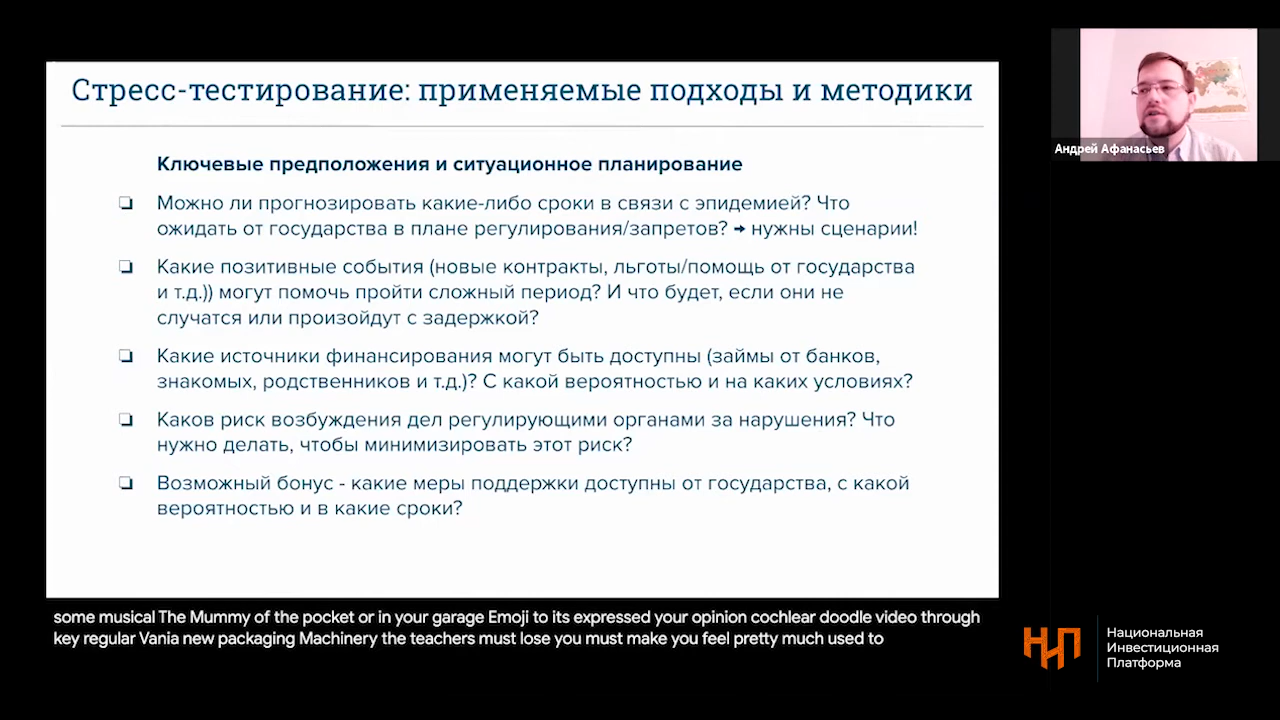 Стресс-тестирование: применяемые подходы и методики
Ключевые предположения и ситуационное планирование
❏ Можно ли прогнозировать какие-либо сроки в связи с эпидемией? Что
ожидать от государства в плане регулирования/запретов? → нужны сценарии!
❏ Какие позитивные события (новые контракты, льготы/помощь от государства
и т.д.)) могут помочь пройти сложный период? И что будет, если они не
случатся или произойдут с задержкой?
❏ Какие источники финансирования могут быть доступны (займы от банков,
знакомых, родственников и т.д.)? С какой вероятностью и на каких условиях?
❏ Каков риск возбуждения дел регулирующими органами за нарушения? Что
нужно делать, чтобы минимизировать этот риск?
❏ Возможный бонус - какие меры поддержки доступны от государства, с какой
вероятностью и в какие сроки?
some musical The Mummy of the pocket or in your garage Emoji to its expressed your opinion cochlear doodle video through
key regular Vania new packaging Machinery the teachers must lose you must make you feel pretty much used to
Андрей Афанасьев
НИП
Национальная
Инвестиционная
Платформа